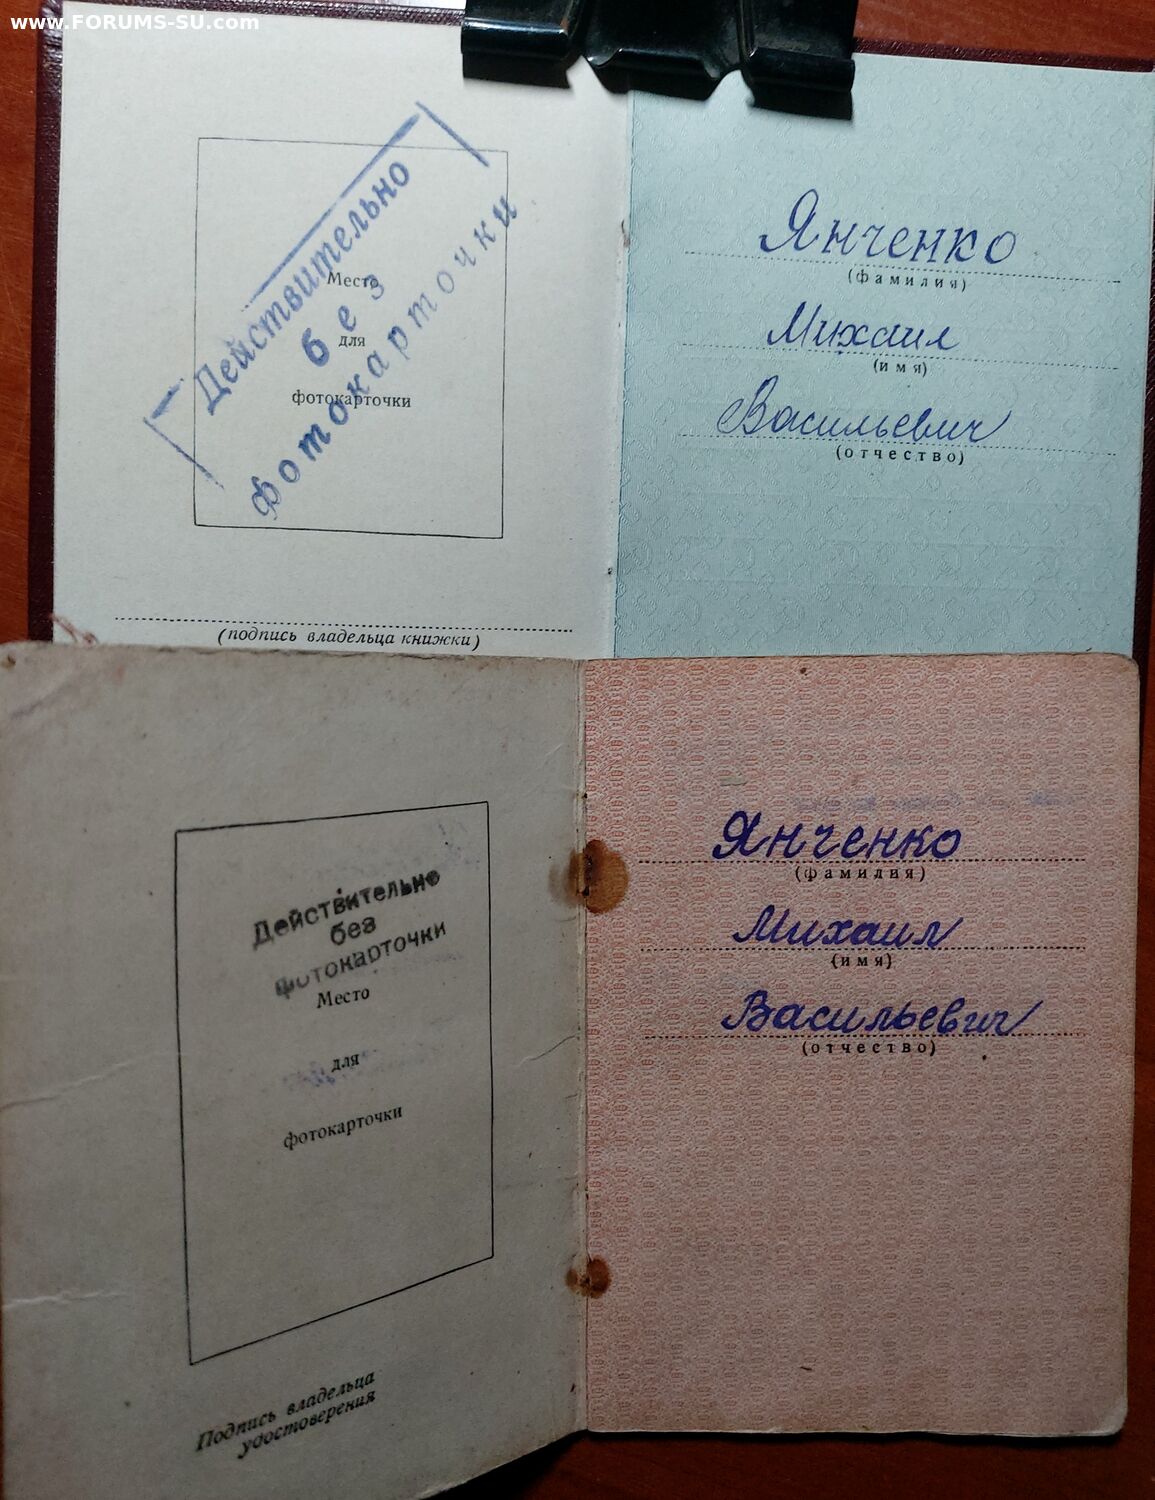 www.FORUMS-SU.com
Действительно
без
фотокарточки
Место
для
фотокарточки
(подпись владельца книжки)
Янченко
(фамилия)
Михаил
(имя)
Васильевич
(отчество)
Действительно
без
фотокарточки
Место
для
фотокарточки
Подпись владельца
удостоверения
Янченко
(фамилия)
Михаил
(имя)
Васильевич
(отчество)